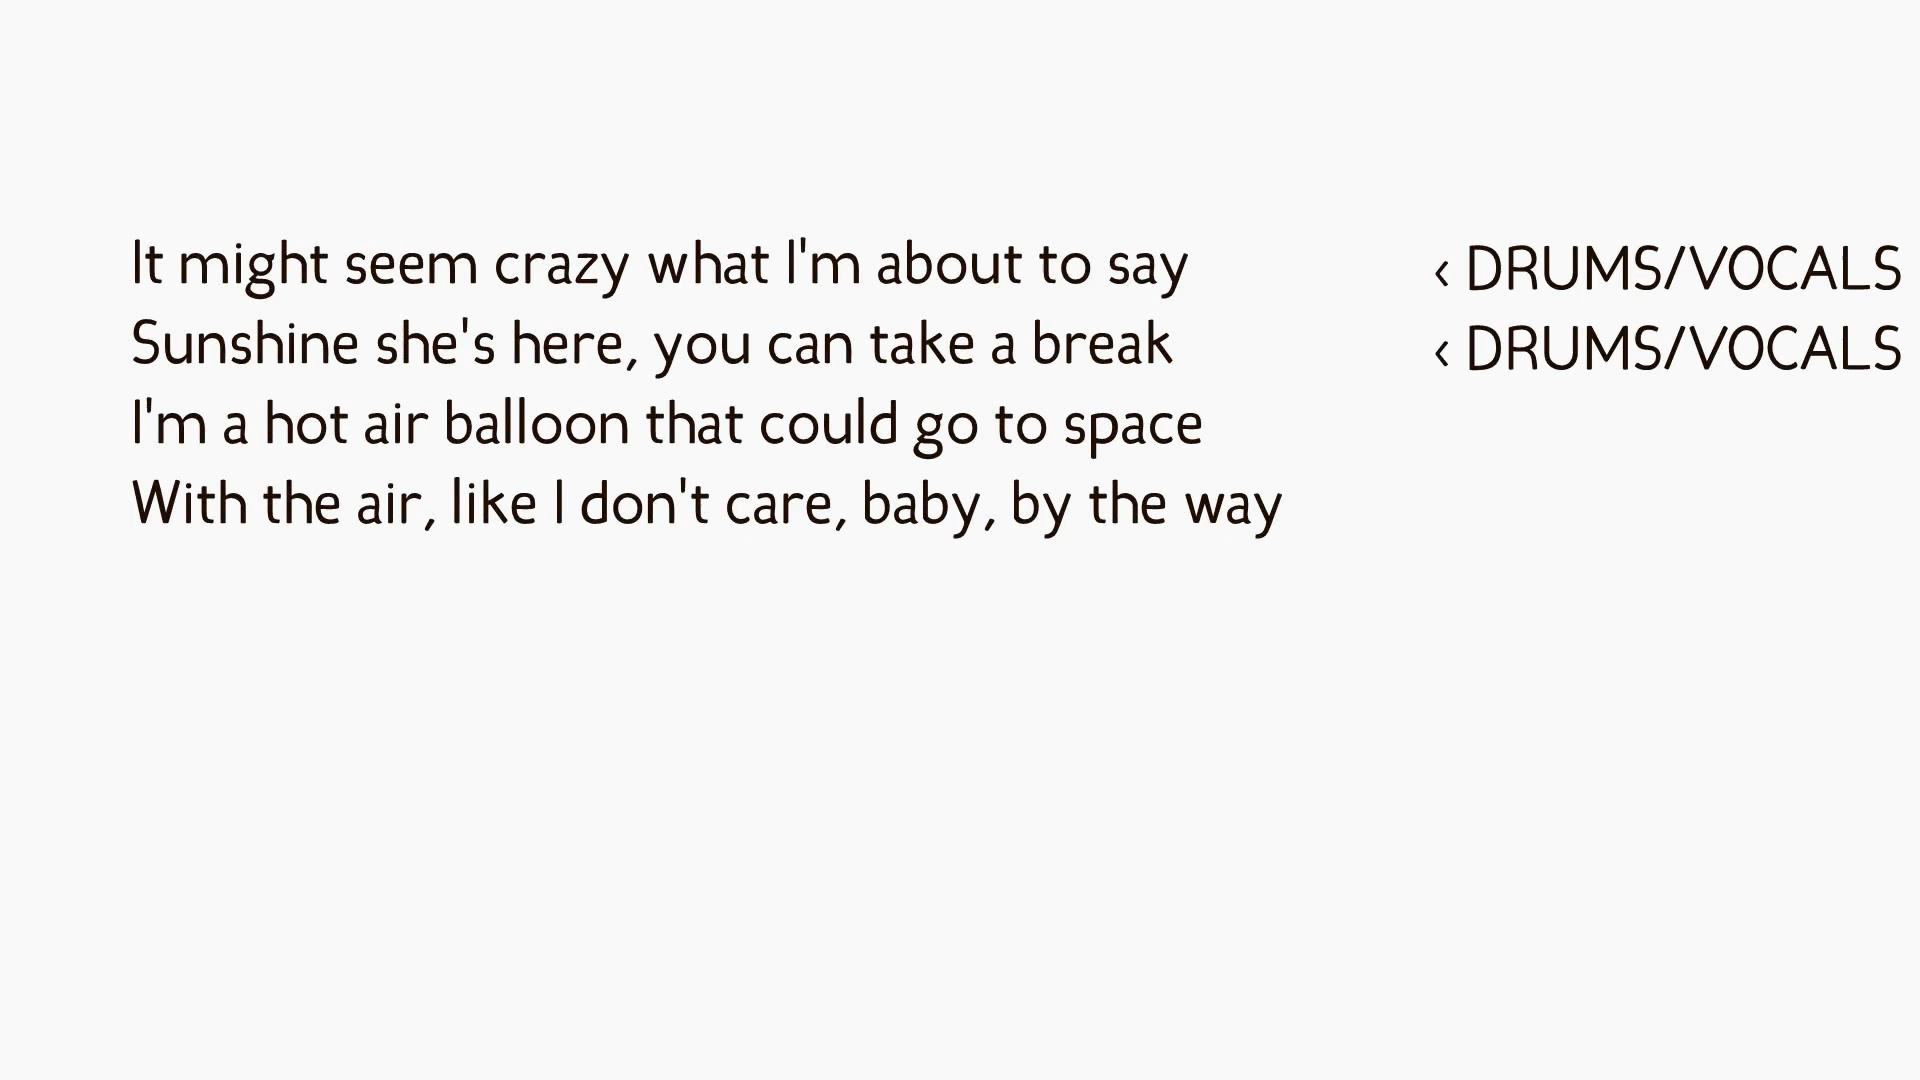 It might seem crazy what I'm about to say ‹ DRUMS/VOCALS
Sunshine she's here, you can take a break ‹ DRUMS/VOCALS
I'm a hot air balloon that could go to space
With the air, like I don't care, baby, by the way